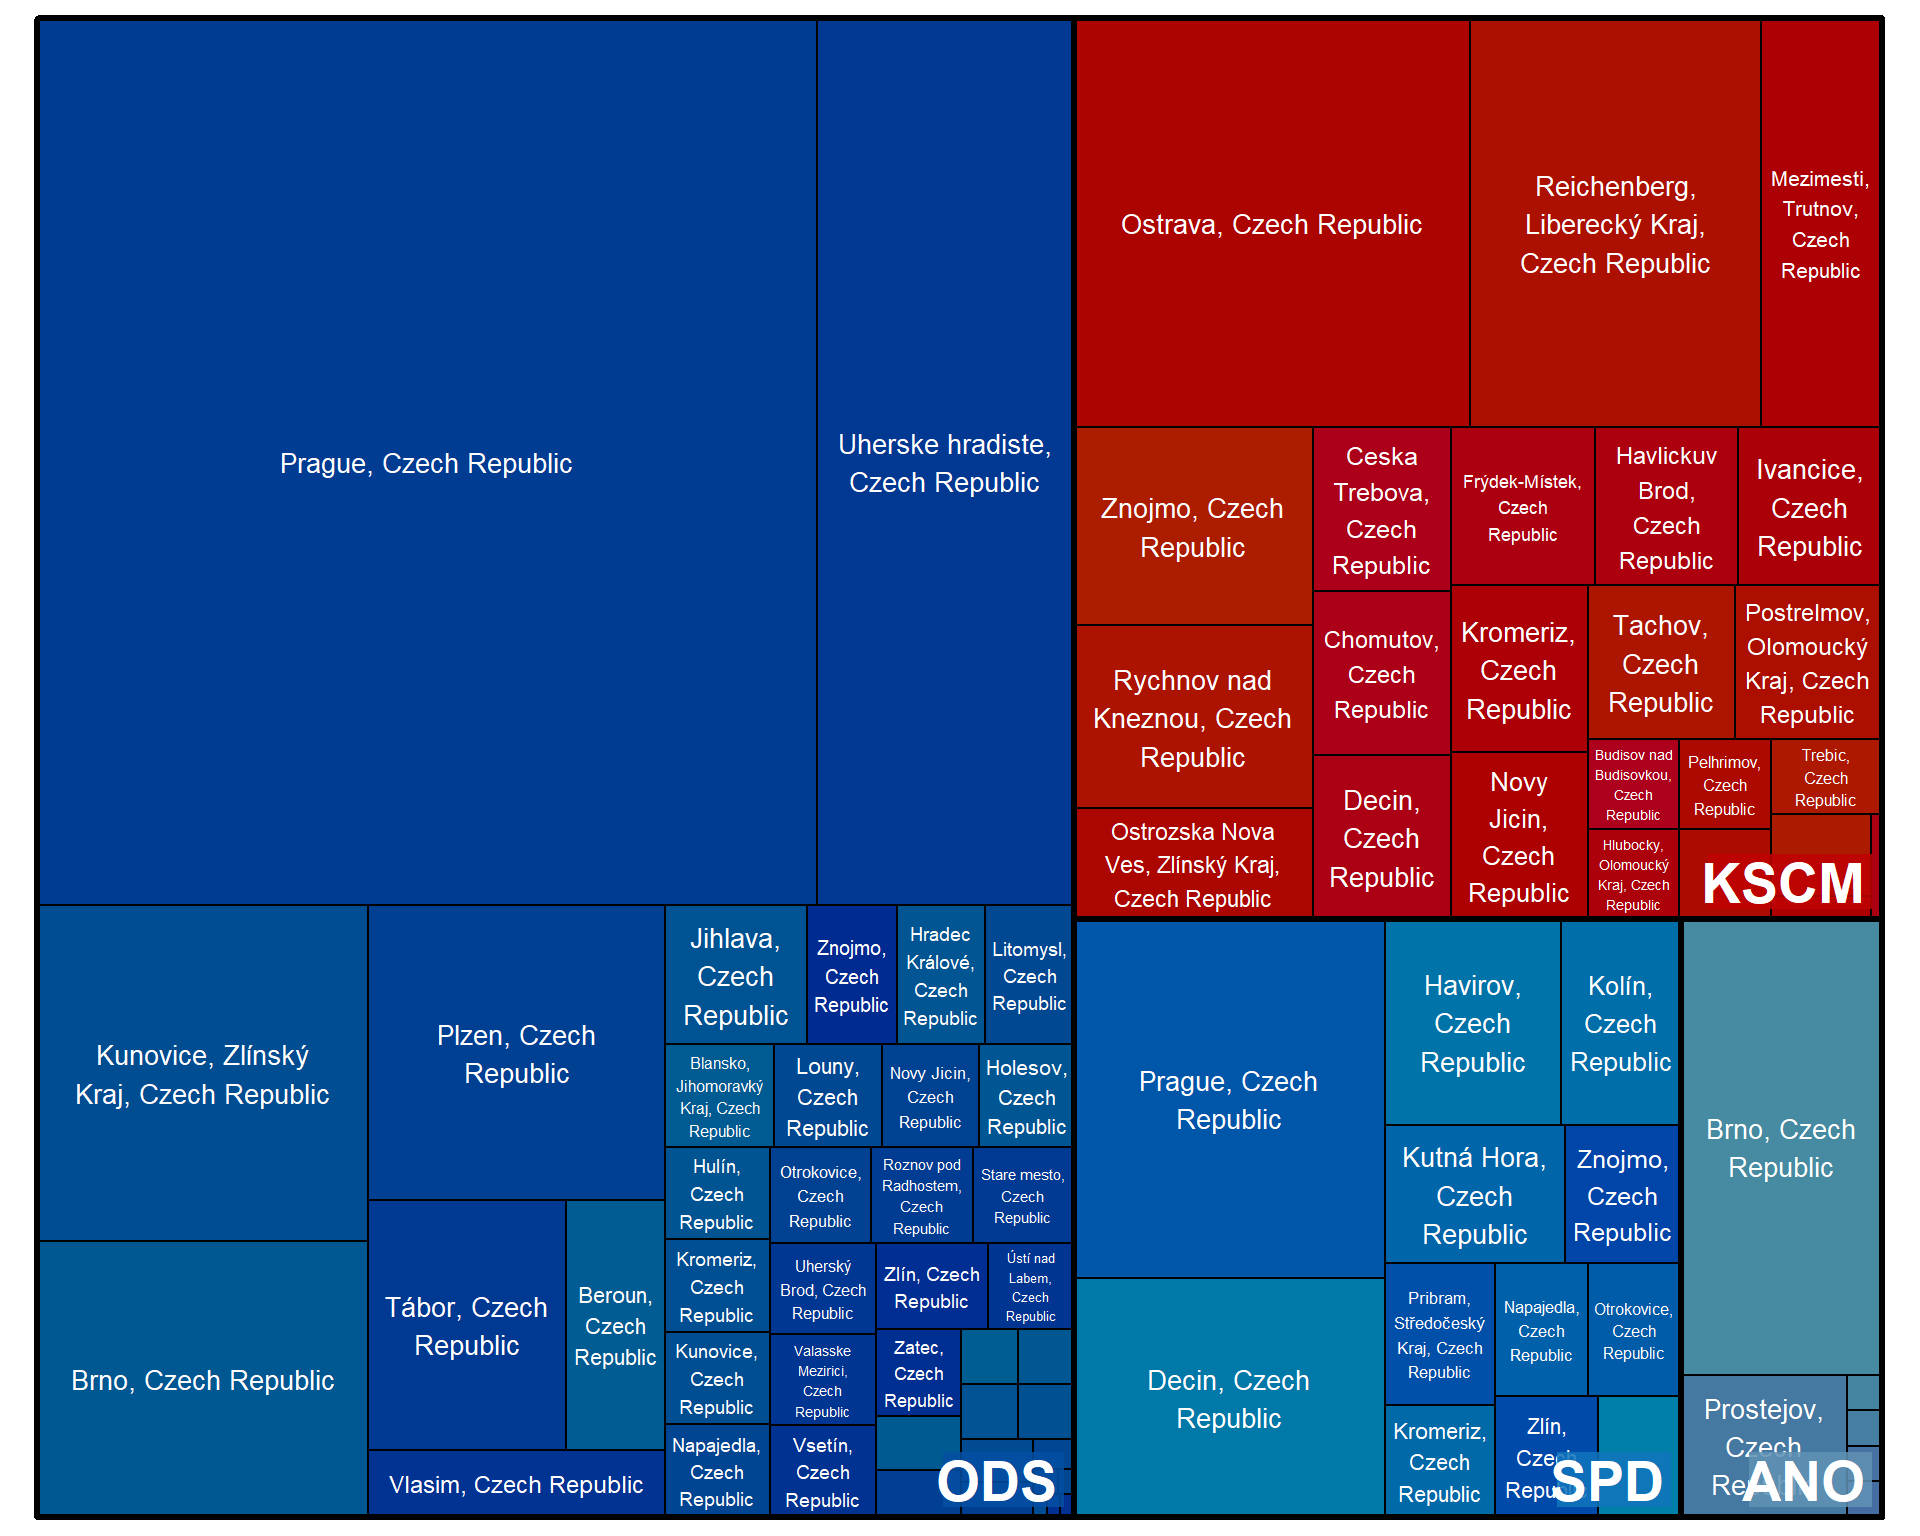 Prague, Czech Republic
Uherske hradiste,
Czech Republic
Kunovice, Zlínský
Kraj, Czech Republic
Brno, Czech Republic
Plzen, Czech
Republic
Tábor, Czech
Republic
Beroun,
Czech
Republic
Vlasim, Czech Republic
Jihlava,
Czech
Republic
Znojmo,
Czech
Republic
Hradec
Králové,
Czech
Republic
Litomysl,
Czech
Republic
Blansko,
Jihomoravký
Kraj, Czech
Republic
Louny,
Czech
Republic
Novy Jicin,
Czech
Republic
Holesov,
Czech
Republic
Hulín,
Czech
Republic
Otrokovice,
Czech
Republic
Roznov pod
Radhostem,
Czech
Republic
Stare mesto,
Czech
Republic
Kromeriz,
Czech
Republic
Uherský
Brod, Czech
Republic
Zlín, Czech
Republic
Ústí nad
Labem,
Czech
Republic
Kunovice,
Czech
Republic
Valasske
Mezirici,
Czech
Republic
Zatec,
Czech
Republic
Napajedla,
Czech
Republic
Vsetín,
Czech
Republic
ODS
Ostrava, Czech Republic
Reichenberg,
Liberecký Kraj,
Czech Republic
Mezimesti,
Trutnov,
Czech
Republic
Znojmo, Czech
Republic
Rychnov nad
Kneznou, Czech
Republic
Ostrozska Nova
Ves, Zlínský Kraj,
Czech Republic
Ceska
Trebova,
Czech
Republic
Chomutov,
Czech
Republic
Decin,
Czech
Republic
Frýdek-Místek,
Czech
Republic
Havlickuv
Brod,
Czech
Republic
Ivancice,
Czech
Republic
Kromeriz,
Czech
Republic
Novy
Jicin,
Czech
Republic
Tachov,
Czech
Republic
Postrelmov,
Olomoucký
Kraj, Czech
Republic
Budisov nad
Budisovkou,
Czech
Republic
Pelhrimov,
Czech
Republic
Trebic,
Czech
Republic
Hlubocky,
Olomoucký
Kraj, Czech
Republic
KSCM
Prague, Czech
Republic
Decin, Czech
Republic
Havirov,
Czech
Republic
Kolín,
Czech
Republic
Kutná Hora,
Czech
Republic
Znojmo,
Czech
Republic
Pribram,
Středočeský
Kraj, Czech
Republic
Napajedla,
Czech
Republic
Otrokovice,
Czech
Republic
Kromeriz,
Czech
Republic
Zlín,
Czech
Republic
SPD
Brno, Czech
Republic
Prostejov,
Czech
ANO